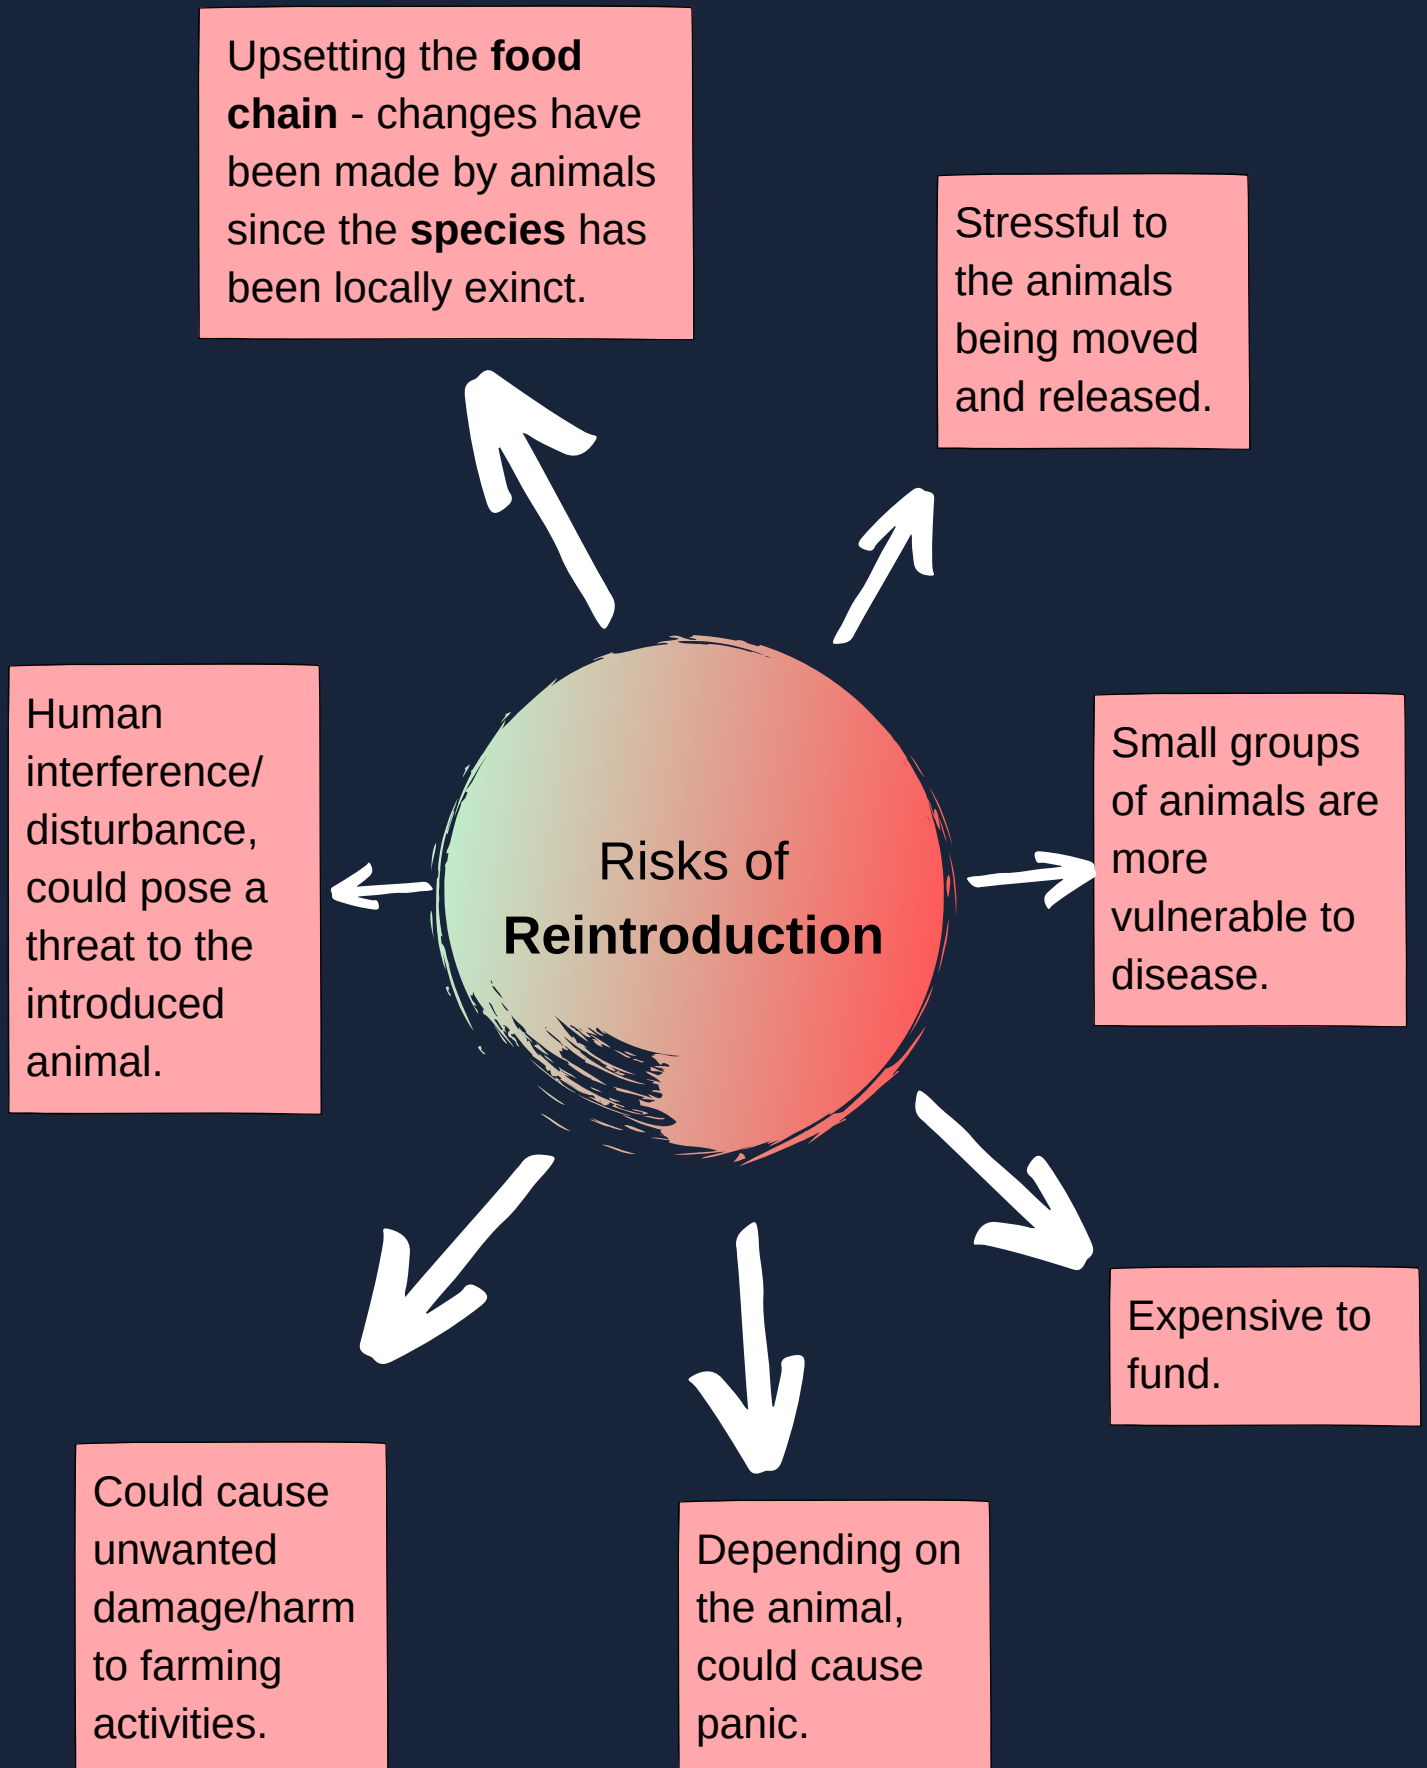 Upsetting the food
chain - changes have
been made by animals
since the species has
been locally exinct.
Stressful to
the animals
being moved
and released.
Human
interference/
disturbance,
could pose a
threat to the
introduced
animal.
Risks of
Reintroduction
Small groups
of animals are
more
vulnerable to
disease.
Expensive to
fund.
Could cause
unwanted
damage/harm
to farming
activities.
Depending on
the animal,
could cause
panic.